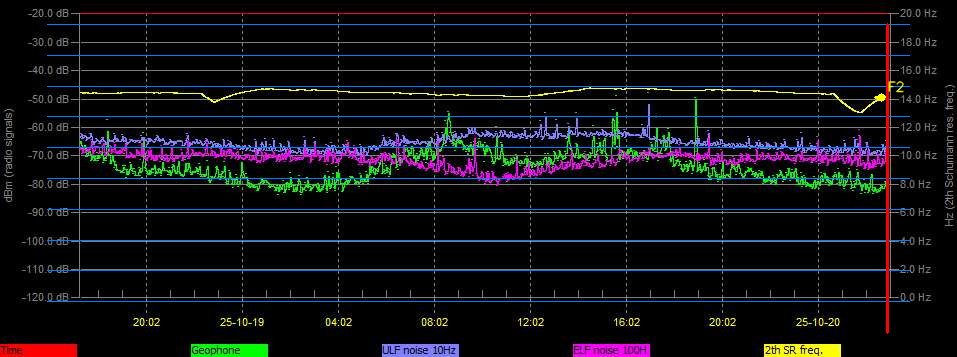 -20.0 dB 20.0 Hz
-30.0 dB 18.0 Hz
-40.0 dB 16.0 Hz
F2
-50.0 dB 14.0 Hz
-60.0 dB 12.0 Hz
-70.0 dB 10.0 Hz
-80.0 dB 8.0 Hz
-90.0 dB 6.0 Hz
-100.0 dB 4.0 Hz
-110.0 dB 2.0 Hz
-120.0 dB 0.0 Hz
dBm (radio signals)
Hz (2th Schumann res. freq.)
20:02 25-10-19 04:02 08:02 12:02 16:02 20:02 25-10-20
Time Geophone ULF noise 10Hz ELF noise 100H 2th SR freq.